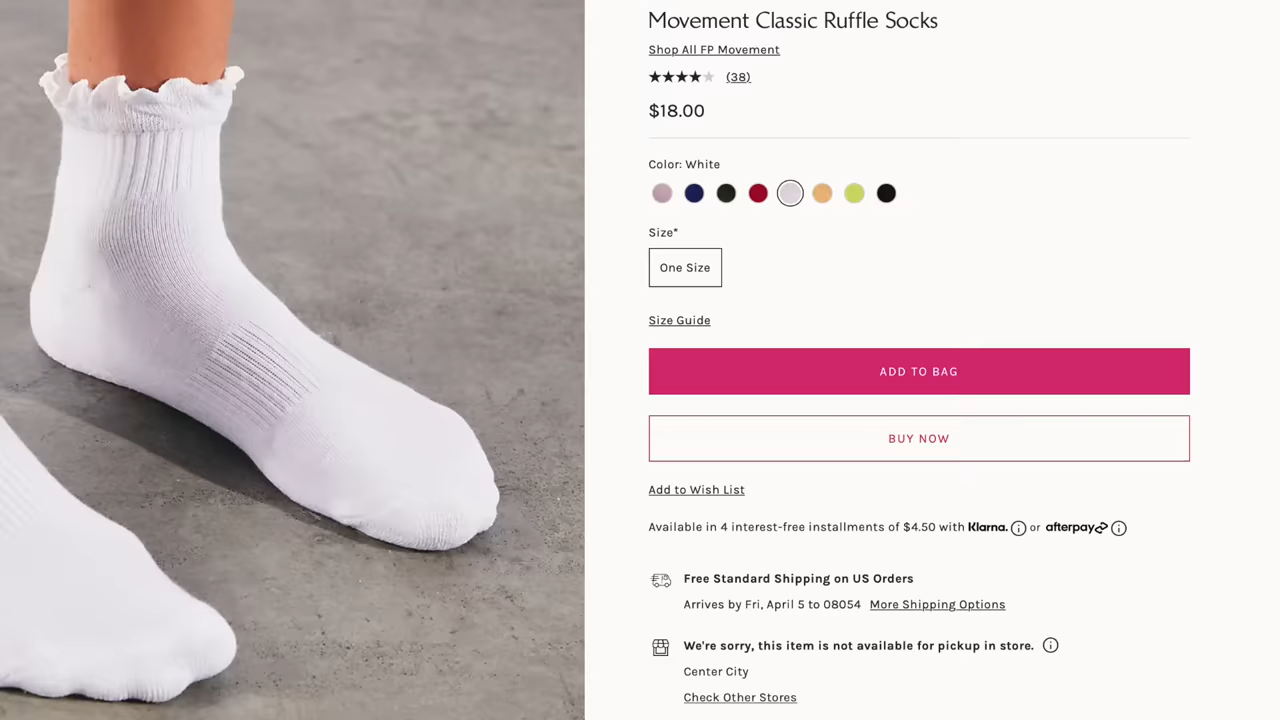 Movement Classic Ruffle Socks
Shop All FP Movement
(38)
$18.00
Color: White
Size*
One Size
Size Guide
ADD TO BAG
BUY NOW
Add to Wish List
Available in 4 interest-free installments of $4.50 with Klarna. or afterpay
Free Standard Shipping on US Orders
Arrives by Fri, April 5 to 08054 More Shipping Options
We're sorry, this item is not available for pickup in store.
Center City
Check Other Stores